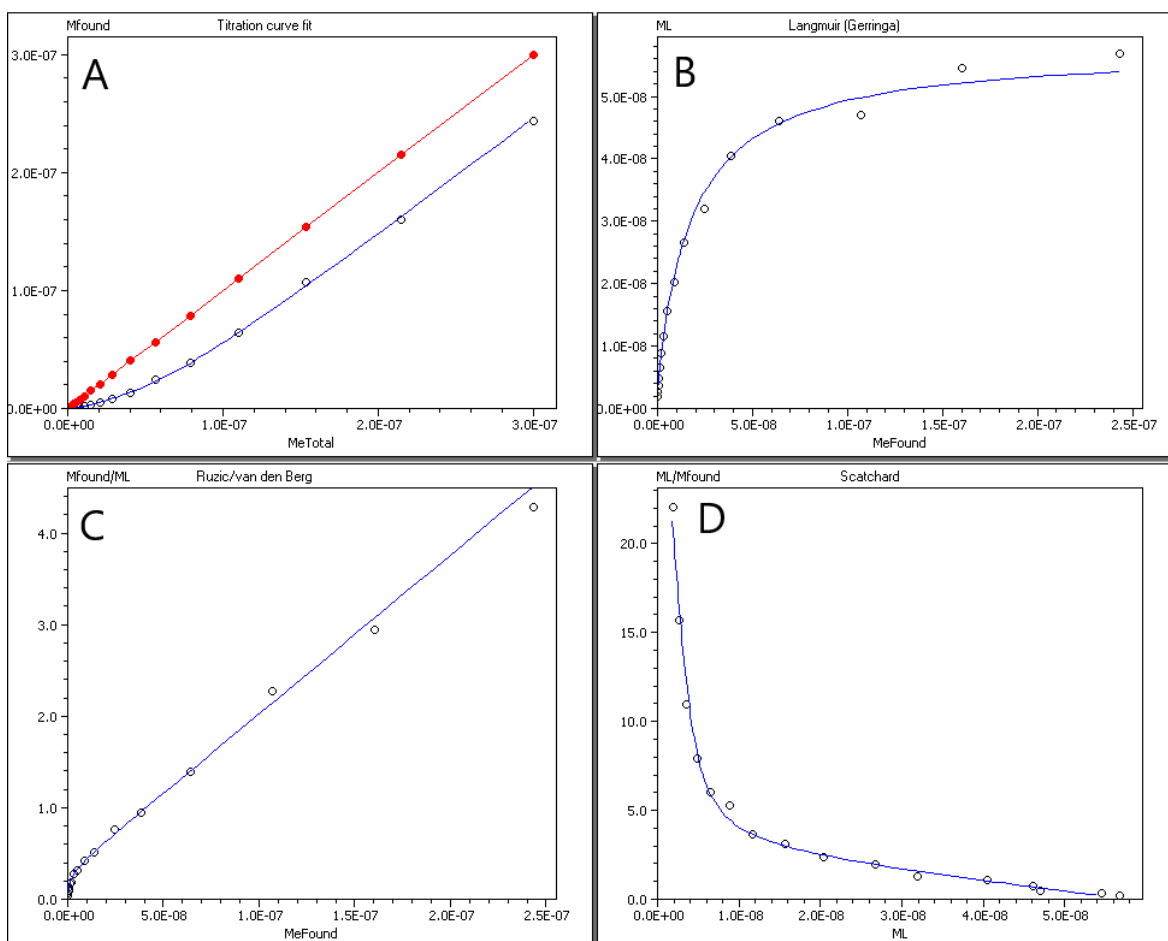 Mfound Titration curve fit
A
3.0E-07
2.0E-07
1.0E-07
0.0E+00
0.0E+00 1.0E-07 2.0E-07 3.0E-07
MeTotal
ML Langmuir (Gerringa)
B
5.0E-08
4.0E-08
3.0E-08
2.0E-08
1.0E-08
0.0E+00
0.0E+00 5.0E-08 1.0E-07 1.5E-07 2.0E-07 2.5E-07
MeFound
Mfound/ML Ruzic/van den Berg
C
4.0
3.0
2.0
1.0
0.0
0.0E+00 5.0E-08 1.0E-07 1.5E-07 2.0E-07 2.5E-07
MeFound
ML/Mfound Scatchard
D
20.0
15.0
10.0
5.0
0.0
0.0E+00 1.0E-08 2.0E-08 3.0E-08 4.0E-08 5.0E-08
ML